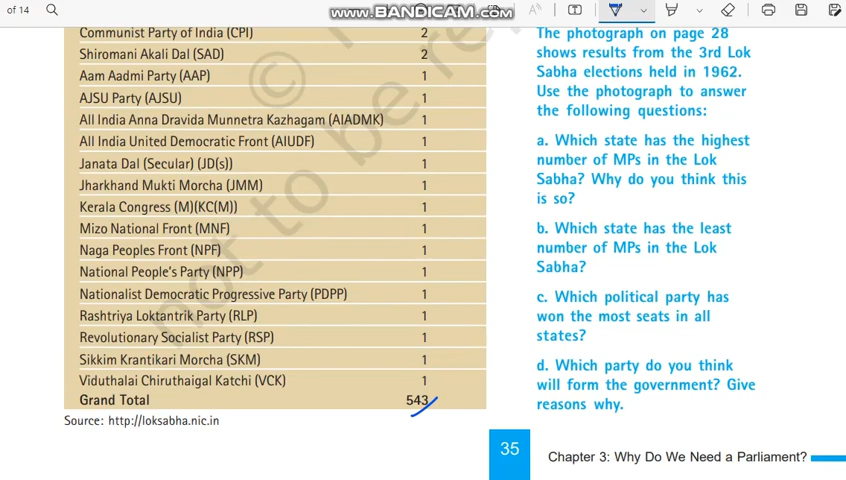 of 14
www.BANDICAM.com
Communist Party of India (CPI) 2
Shiromani Akali Dal (SAD) 2
Aam Aadmi Party (AAP) 1
AJSU Party (AJSU) 1
All India Anna Dravida Munnetra Kazhagam (AIADMK) 1
All India United Democratic Front (AIUDF) 1
Janata Dal (Secular) (JD(s)) 1
Jharkhand Mukti Morcha (JMM) 1
Kerala Congress (M)(KC(M)) 1
Mizo National Front (MNF) 1
Naga Peoples Front (NPF) 1
National People's Party (NPP) 1
Nationalist Democratic Progressive Party (PDPP) 1
Rashtriya Loktantrik Party (RLP) 1
Revolutionary Socialist Party (RSP) 1
Sikkim Krantikari Morcha (SKM) 1
Viduthalai Chiruthaigal Katchi (VCK) 1
Grand Total 543
Source: http://loksabha.nic.in
not to be re
The photograph on page 28
shows results from the 3rd Lok
Sabha elections held in 1962.
Use the photograph to answer
the following questions:
a. Which state has the highest
number of MPs in the Lok
Sabha? Why do you think this
is so?
b. Which state has the least
number of MPs in the Lok
Sabha?
c. Which political party has
won the most seats in all
states?
d. Which party do you think
will form the government? Give
reasons why.
35
Chapter 3: Why Do We Need a Parliament?